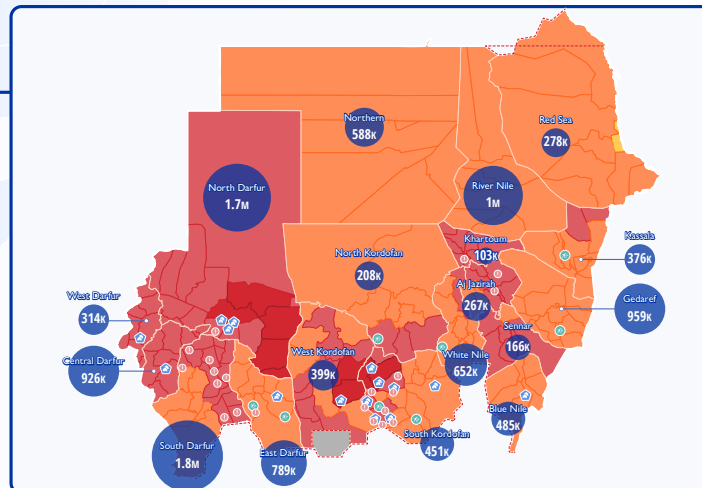 Red Sea
278K
Northern
588K
North Darfur
1.7M
River Nile
1M
Khartoum
103K
Kassala
376K
North Kordofan
208K
Aj Jazirah
267K
Gedaref
959K
West Darfur
314K
Sennar
166K
Central Darfur
926K
West Kordofan
399K
White Nile
652K
Blue Nile
485K
South Kordofan
451K
South Darfur
1.8M
East Darfur
789K